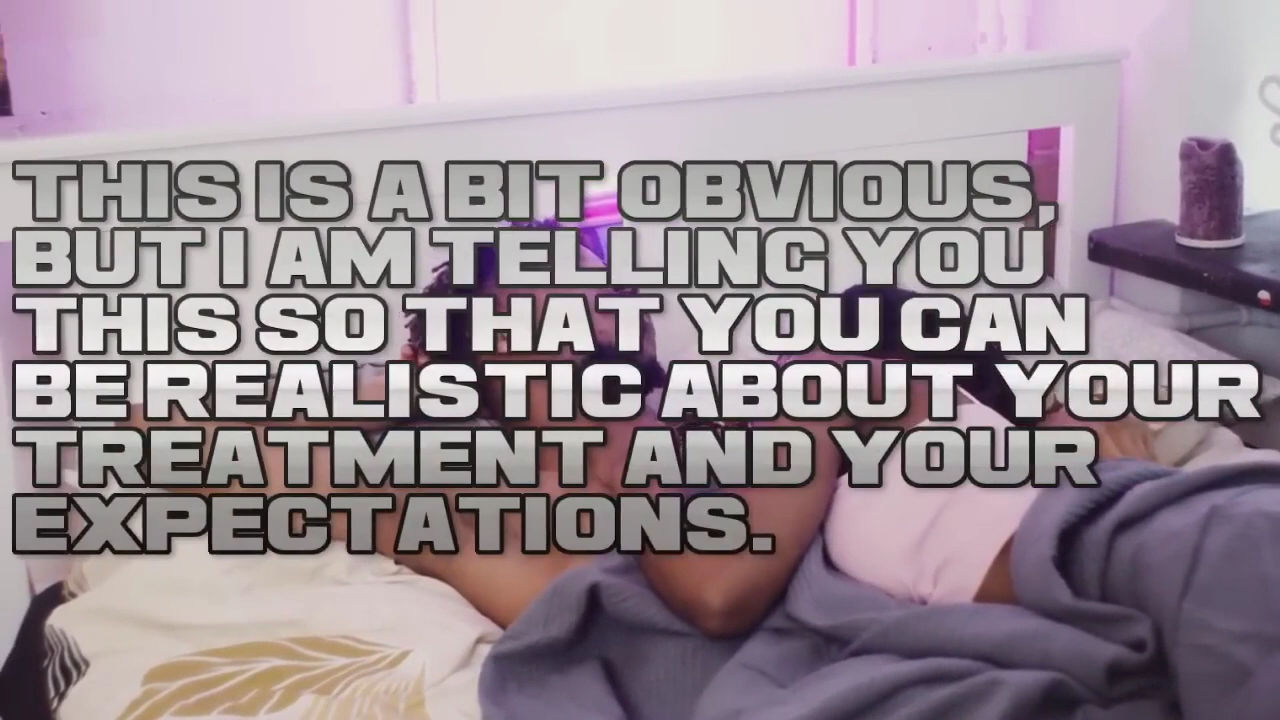 THIS IS A BIT OBVIOUS,
BUT I AM TELLING YOU
THIS SO THAT YOU CAN
BE REALISTIC ABOUT YOUR
TREATMENT AND YOUR
EXPECTATIONS.